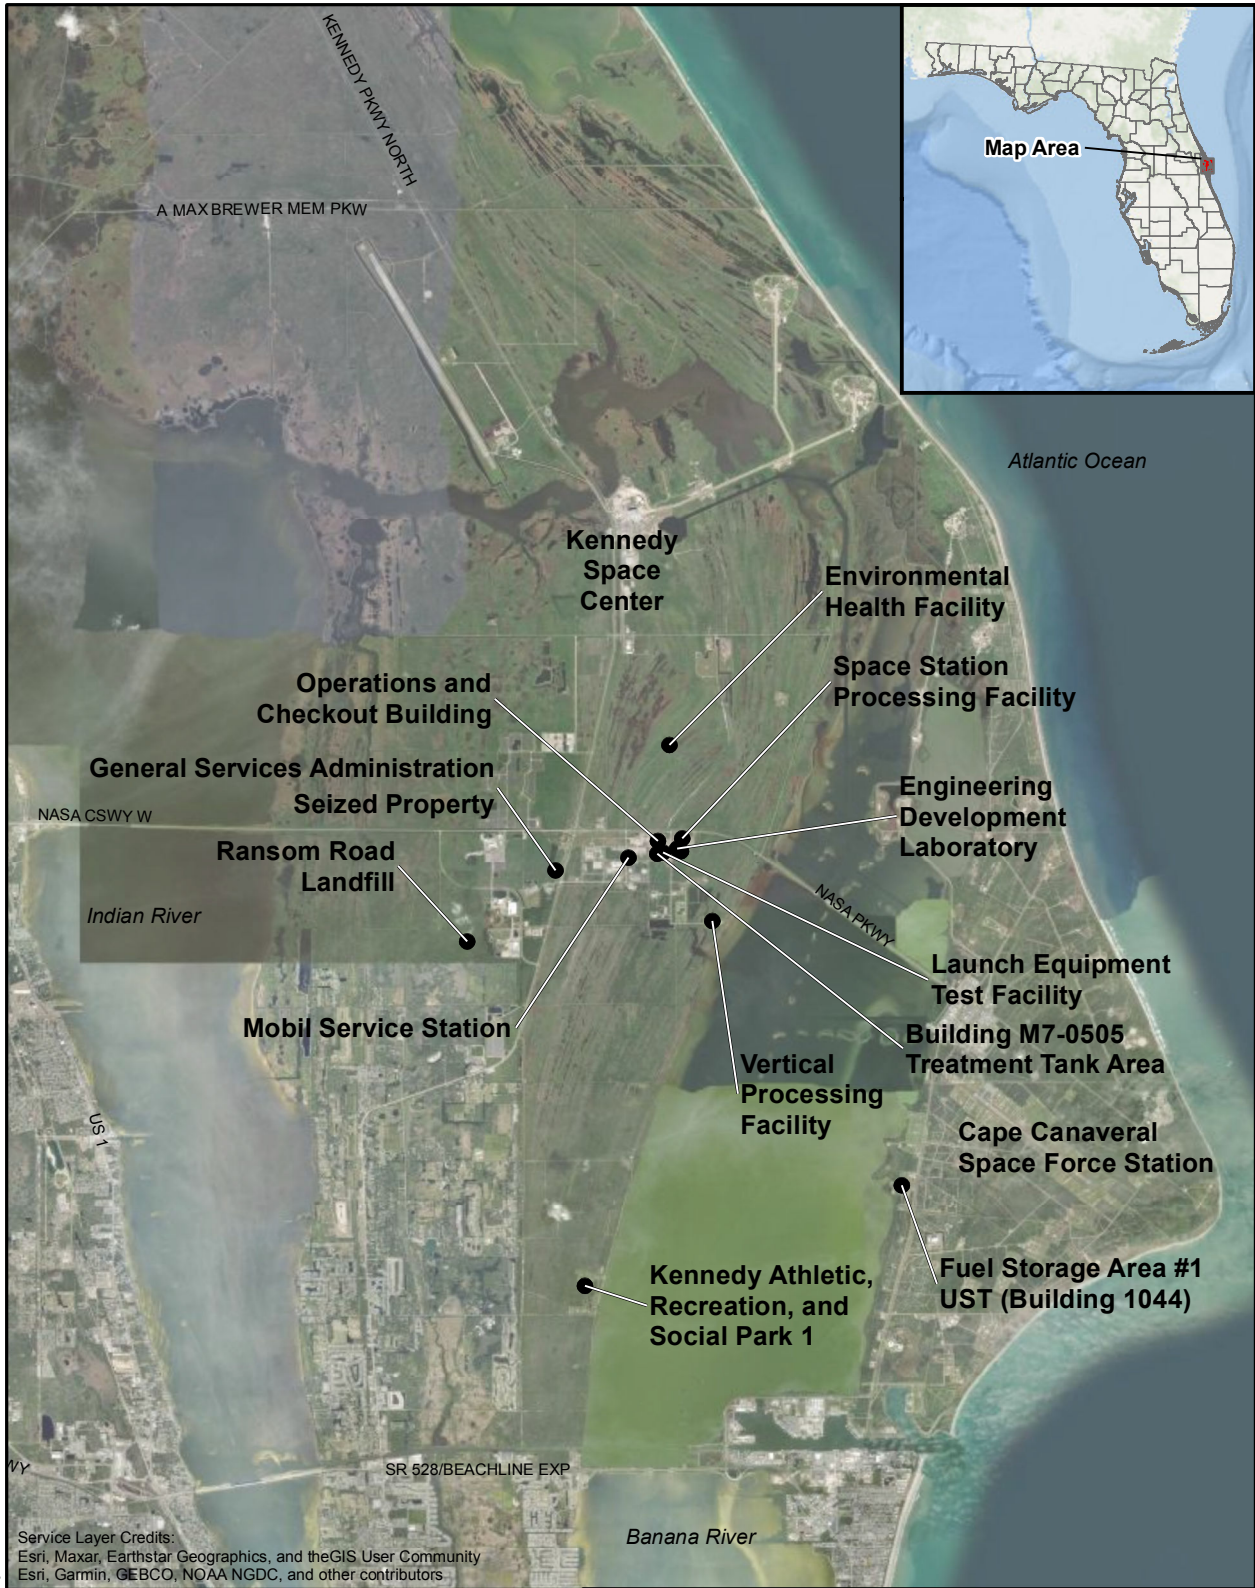 KENNEDY PKWY NORTH
Map Area
A MAX BREWER MEM PKW
Atlantic Ocean
Kennedy
Space
Center
Environmental
Health Facility
Space Station
Processing Facility
Operations and
Checkout Building
General Services Administration
Seized Property
Engineering
Development
Laboratory
NASA CSWY W
Ransom Road
Landfill
Indian River
NASA PKWY
Launch Equipment
Test Facility
Mobil Service Station
Building M7-0505
Treatment Tank Area
Vertical
Processing
Facility
US 1
Cape Canaveral
Space Force Station
Kennedy Athletic,
Recreation, and
Social Park 1
Fuel Storage Area #1
UST (Building 1044)
WY
SR 528/BEACHLINE EXP
Banana River
Service Layer Credits:
Esri, Maxar, Earthstar Geographics, and theGIS User Community
Esri, Garmin, GEBCO, NOAA NGDC, and other contributors